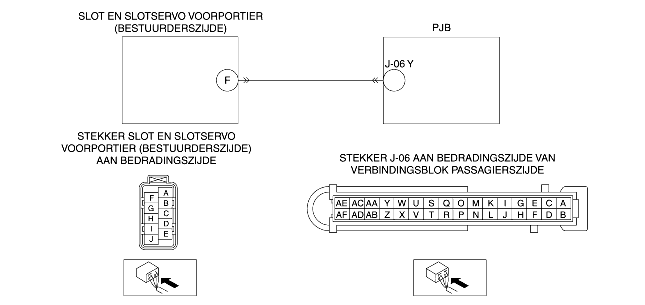 SLOT EN SLOTSERVO VOORPORTIER
(BESTUURDERSZIJDE)
PJB
F
J-06 Y
STEKKER SLOT EN SLOTSERVO
VOORPORTIER (BESTUURDERSZIJDE)
AAN BEDRADINGSZIJDE
STEKKER J-06 AAN BEDRADINGSZIJDE VAN
VERBINDINGSBLOK PASSAGIERSZIJDE
F A
G B
H C
I D
J E
AE AC AA Y W U S Q O M K I G E C A
AF AD AB Z X V T R P N L J H F D B